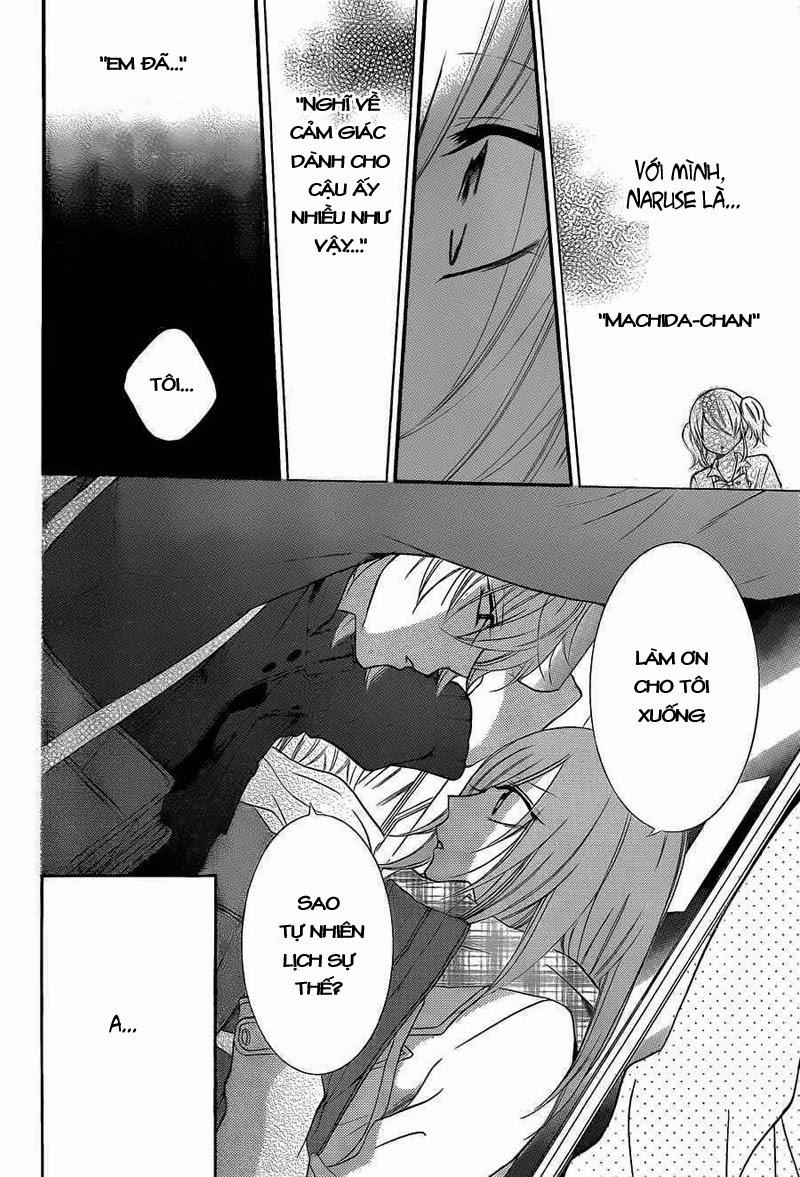 VỚI MÌNH,
NARUSE LÀ...
"MACHIDA-CHAN"
"NGHĨ VỀ
CẢM GIÁC
DÀNH CHO
CẬU ẤY
NHIỀU NHƯ
VẬY..."
"EM ĐÃ..."
TÔI...
LÀM ƠN
CHO TÔI
XUỐNG
SAO
TỰ NHIÊN
LỊCH SỰ
THẾ?
A...